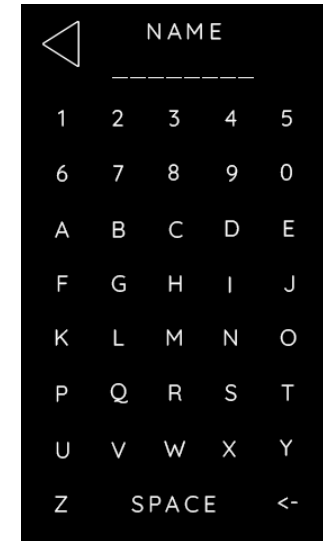 NAME
________
1 2 3 4 5
6 7 8 9 0
A B C D E
F G H I J
K L M N O
P Q R S T
U V W X Y
Z SPACE <-